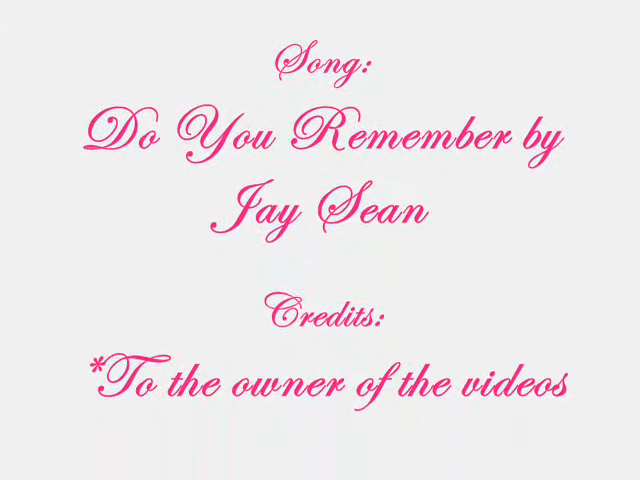 Song:
Do You Remember by
Jay Sean
Credits:
*To the owner of the videos